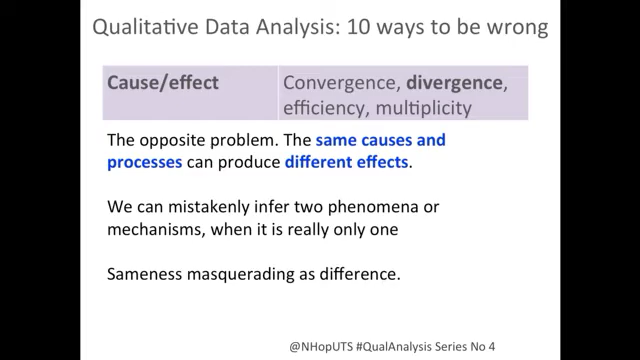 Qualitative Data Analysis: 10 ways to be wrong
Cause/effect
Convergence, divergence,
efficiency, multiplicity
The opposite problem. The same causes and
processes can produce different effects.
We can mistakenly infer two phenomena or
mechanisms, when it is really only one
Sameness masquerading as difference.
@NHopUTS #QualAnalysis Series No 4